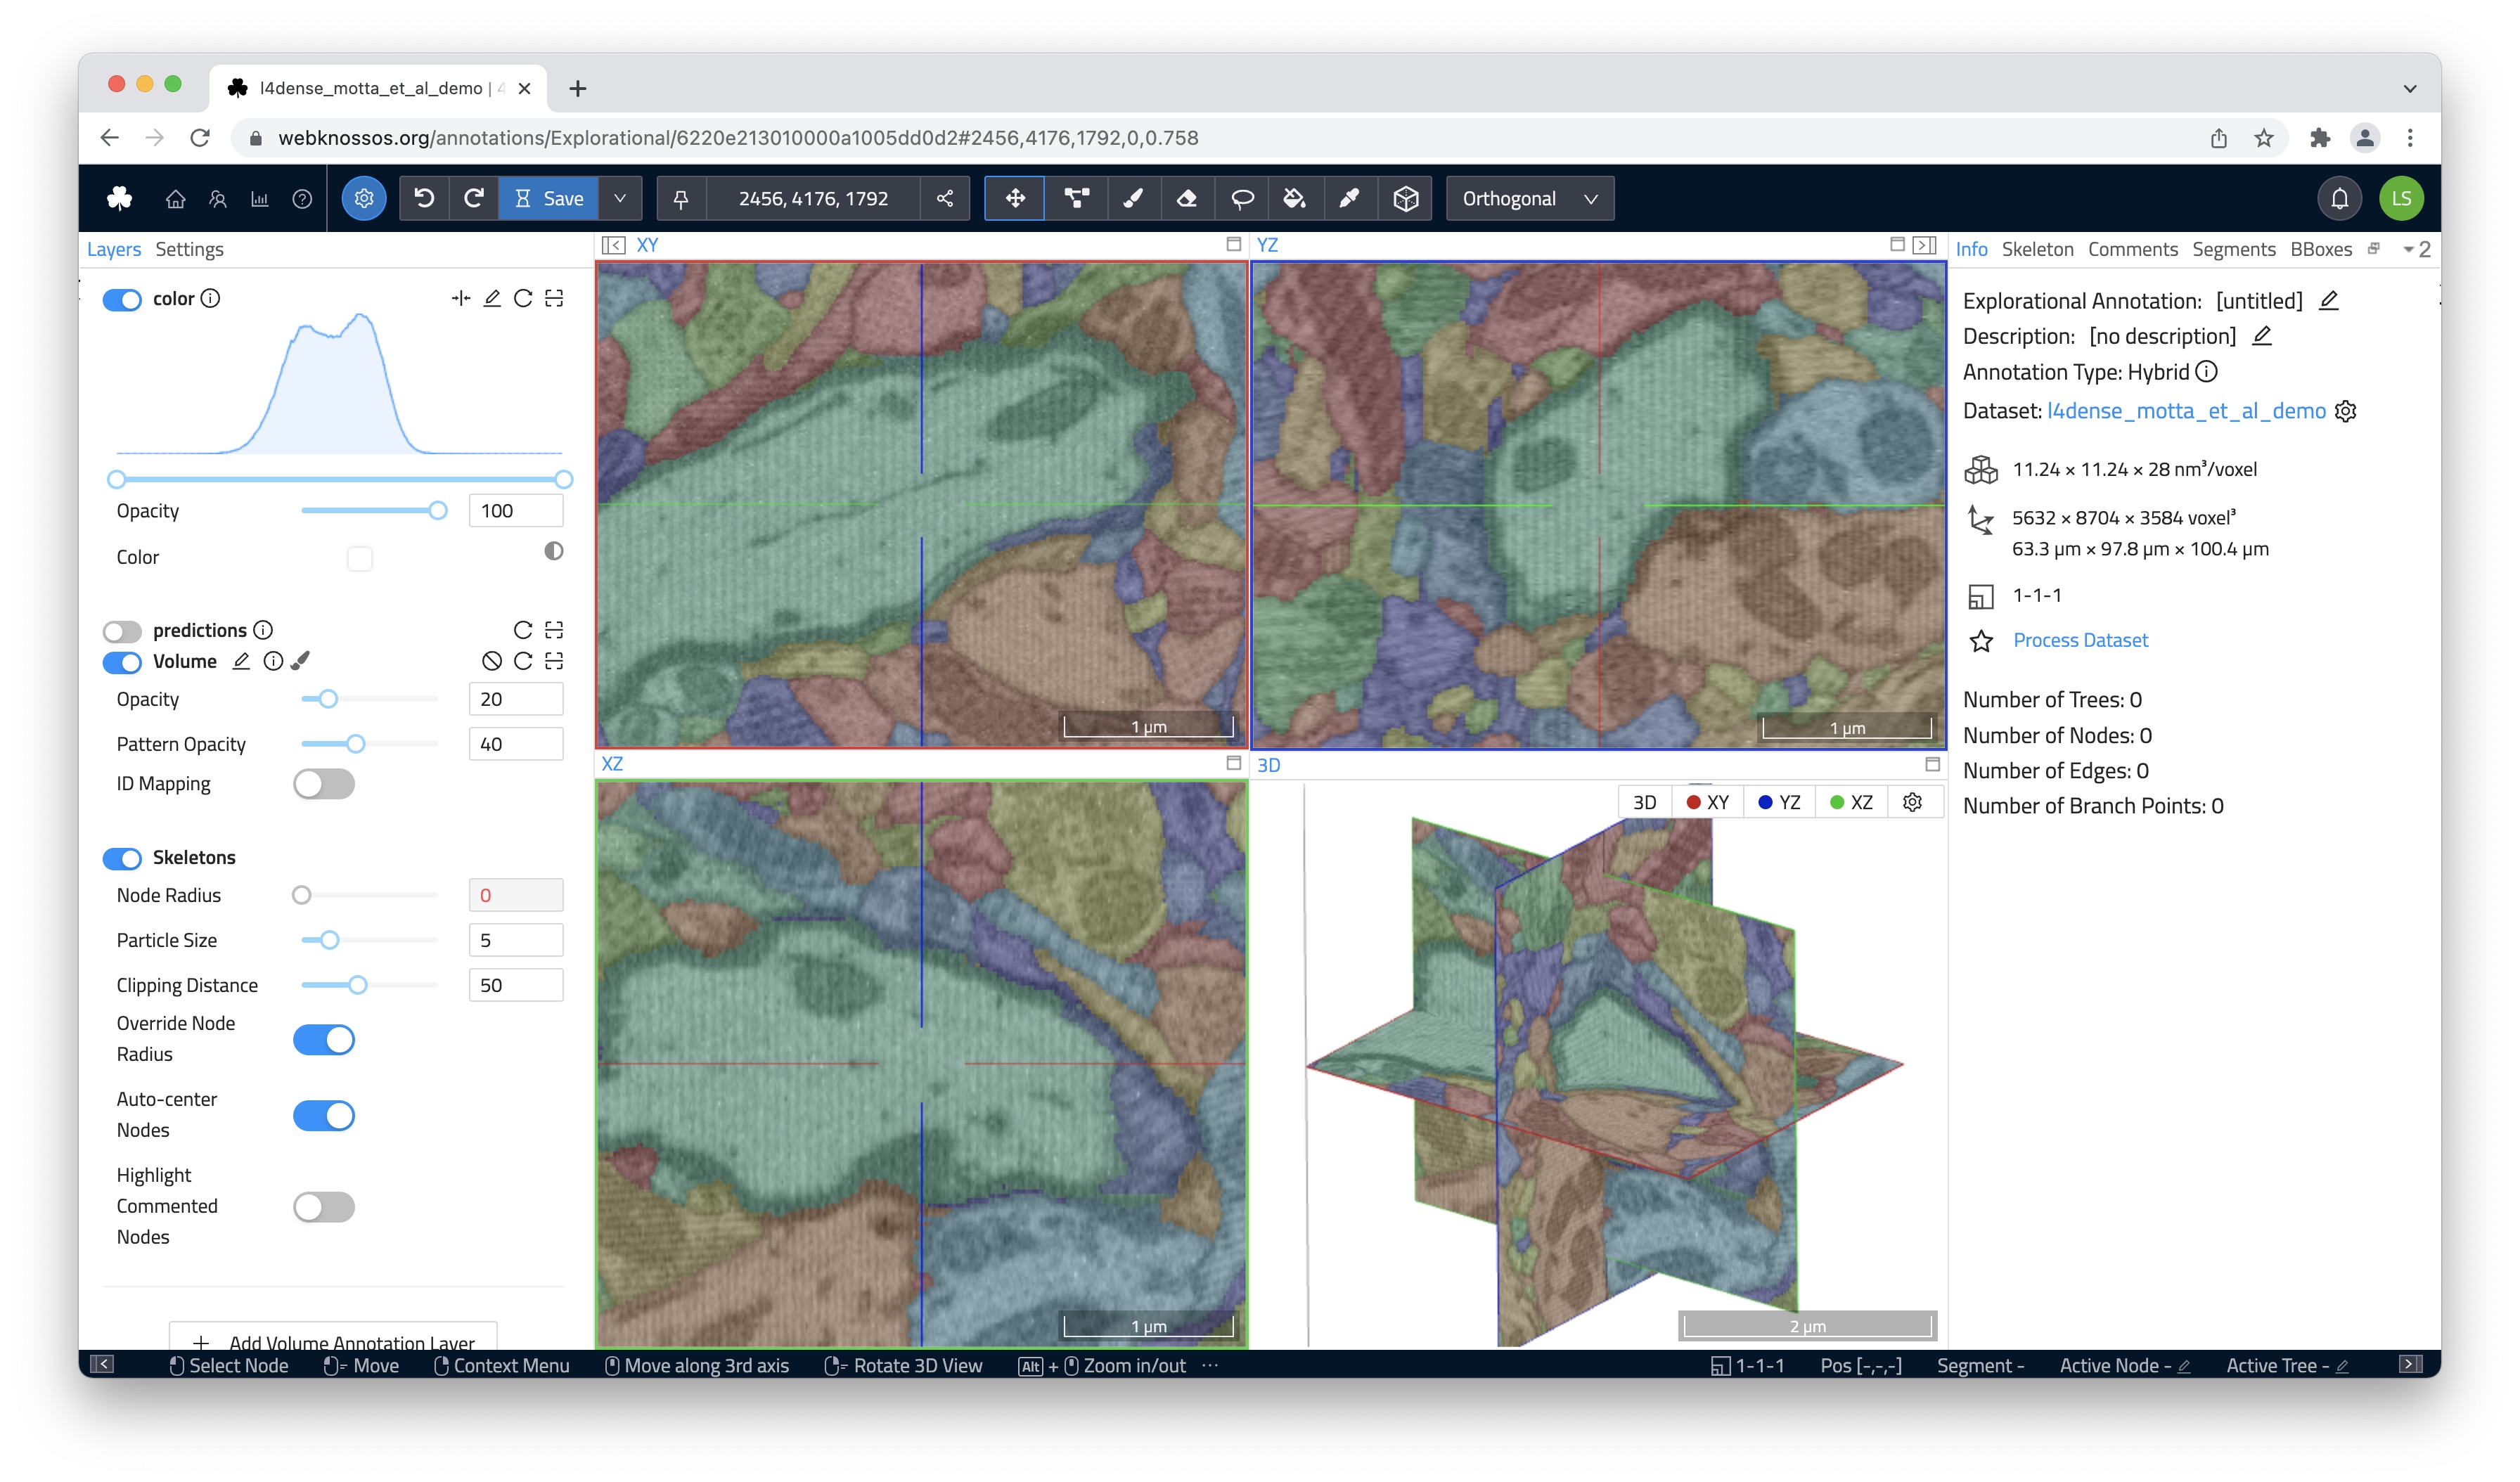 l4dense_motta_et_al_demo | 4
webknossos.org/annotations/Explorational/6220e213010000a1005dd0d2#2456,4176,1792,0,0.758
Save
2456, 4176, 1792
Orthogonal
LS
Layers Settings
XY
YZ
Info Skeleton Comments Segments BBoxes 2
color
Opacity 100
Color
predictions
Volume
Opacity 20
Pattern Opacity 40
ID Mapping
Skeletons
Node Radius 0
Particle Size 5
Clipping Distance 50
Override Node
Radius
Auto-center
Nodes
Highlight
Commented
Nodes
+ Add Volume Annotation Layer
1 µm
1 µm
XZ
3D
3D XY YZ XZ
1 µm
2 µm
Explorational Annotation: [untitled]
Description: [no description]
Annotation Type: Hybrid
Dataset: l4dense_motta_et_al_demo
11.24 × 11.24 × 28 nm³/voxel
5632 × 8704 × 3584 voxel³
63.3 µm × 97.8 µm × 100.4 µm
1-1-1
Process Dataset
Number of Trees: 0
Number of Nodes: 0
Number of Edges: 0
Number of Branch Points: 0
Select Node Move Context Menu Move along 3rd axis Rotate 3D View Alt + Zoom in/out ··· 1-1-1 Pos [-,-,-] Segment - Active Node - Active Tree -